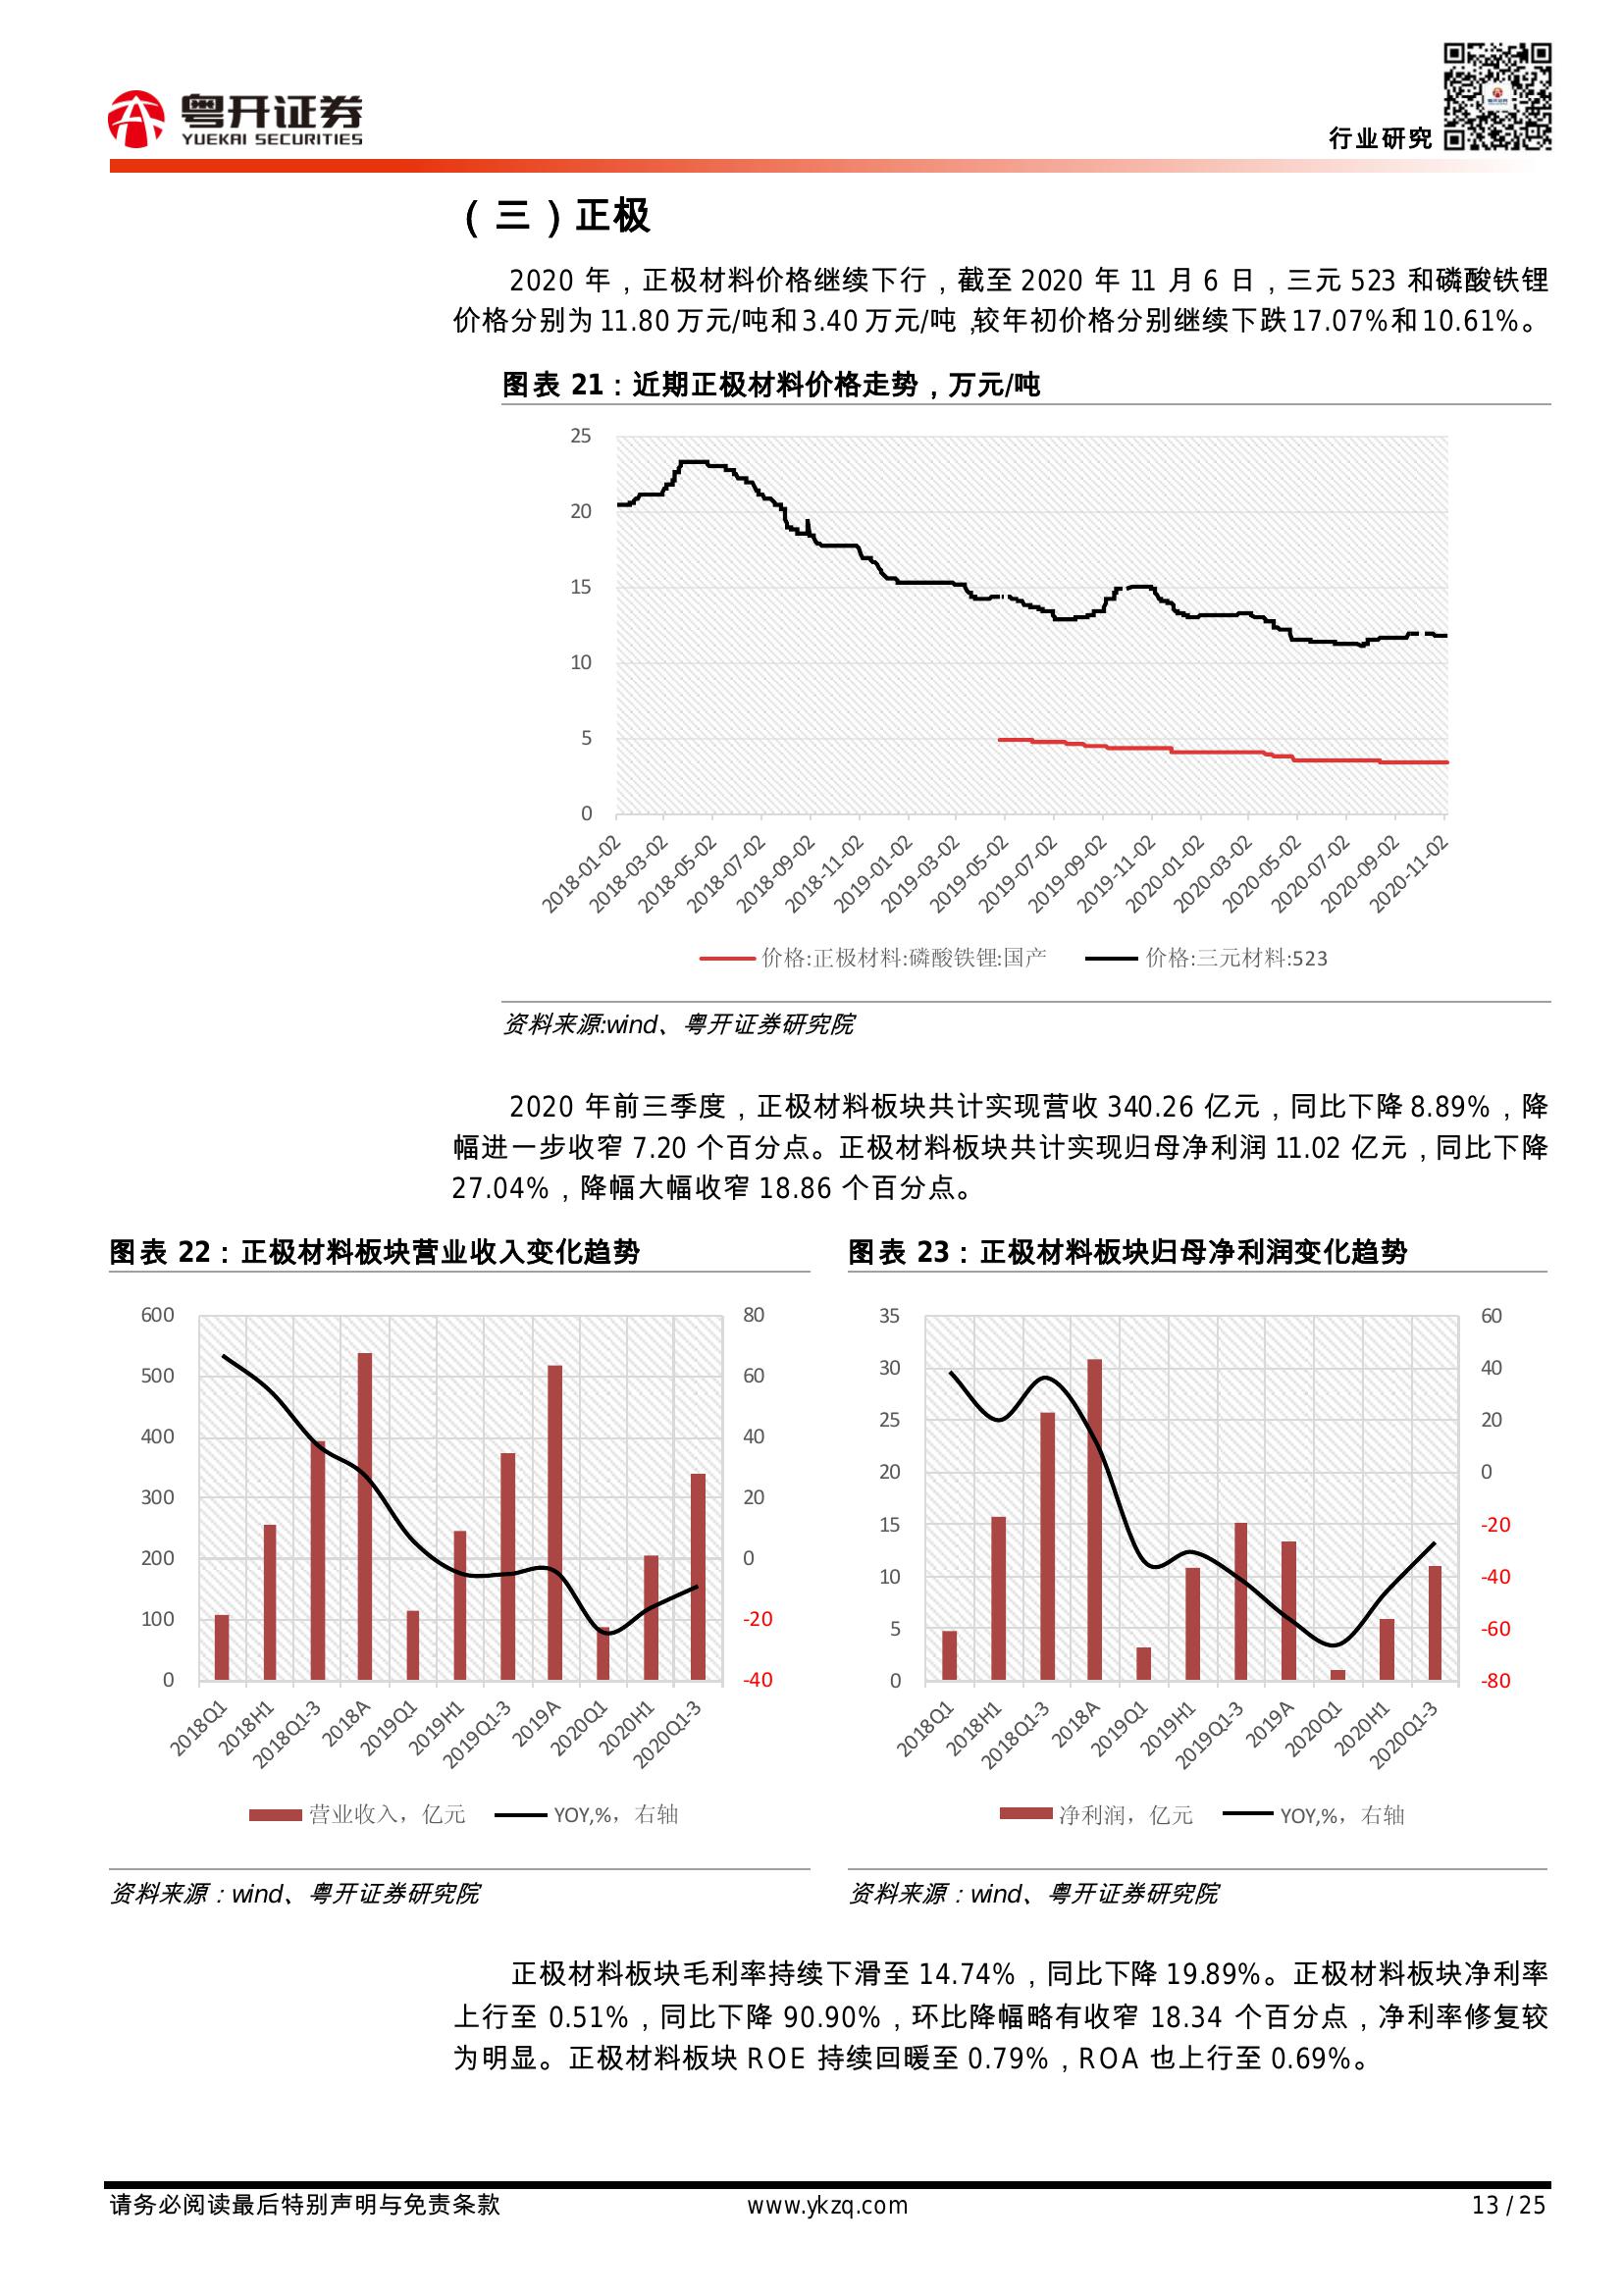 粤开证券
YUEKAI SECURITIES
行业研究
（三）正极
2020 年，正极材料价格继续下行，截至 2020 年 11 月 6 日，三元 523 和磷酸铁锂
价格分别为 11.80 万元/吨和 3.40 万元/吨，较年初价格分别继续下跌 17.07%和 10.61%。
图表 21：近期正极材料价格走势，万元/吨
25
20
15
10
5
0
2018-01-02
2018-03-02
2018-05-02
2018-07-02
2018-09-02
2018-11-02
2019-01-02
2019-03-02
2019-05-02
2019-07-02
2019-09-02
2019-11-02
2020-01-02
2020-03-02
2020-05-02
2020-07-02
2020-09-02
2020-11-02
价格:正极材料:磷酸铁锂:国产 价格:三元材料:523
资料来源:wind、粤开证券研究院
2020 年前三季度，正极材料板块共计实现营收 340.26 亿元，同比下降 8.89%，降
幅进一步收窄 7.20 个百分点。正极材料板块共计实现归母净利润 11.02 亿元，同比下降
27.04%，降幅大幅收窄 18.86 个百分点。
图表 22：正极材料板块营业收入变化趋势
600
500
400
300
200
100
0
80
60
40
20
0
-20
-40
2018Q1
2018H1
2018Q1-3
2018A
2019Q1
2019H1
2019Q1-3
2019A
2020Q1
2020H1
2020Q1-3
营业收入，亿元 YOY,%，右轴
资料来源：wind、粤开证券研究院
图表 23：正极材料板块归母净利润变化趋势
35
30
25
20
15
10
5
0
60
40
20
0
-20
-40
-60
-80
2018Q1
2018H1
2018Q1-3
2018A
2019Q1
2019H1
2019Q1-3
2019A
2020Q1
2020H1
2020Q1-3
净利润，亿元 YOY,%，右轴
资料来源：wind、粤开证券研究院
正极材料板块毛利率持续下滑至 14.74%，同比下降 19.89%。正极材料板块净利率
上行至 0.51%，同比下降 90.90%，环比降幅略有收窄 18.34 个百分点，净利率修复较
为明显。正极材料板块 ROE 持续回暖至 0.79%，ROA 也上行至 0.69%。
请务必阅读最后特别声明与免责条款 www.ykzq.com 13 / 25